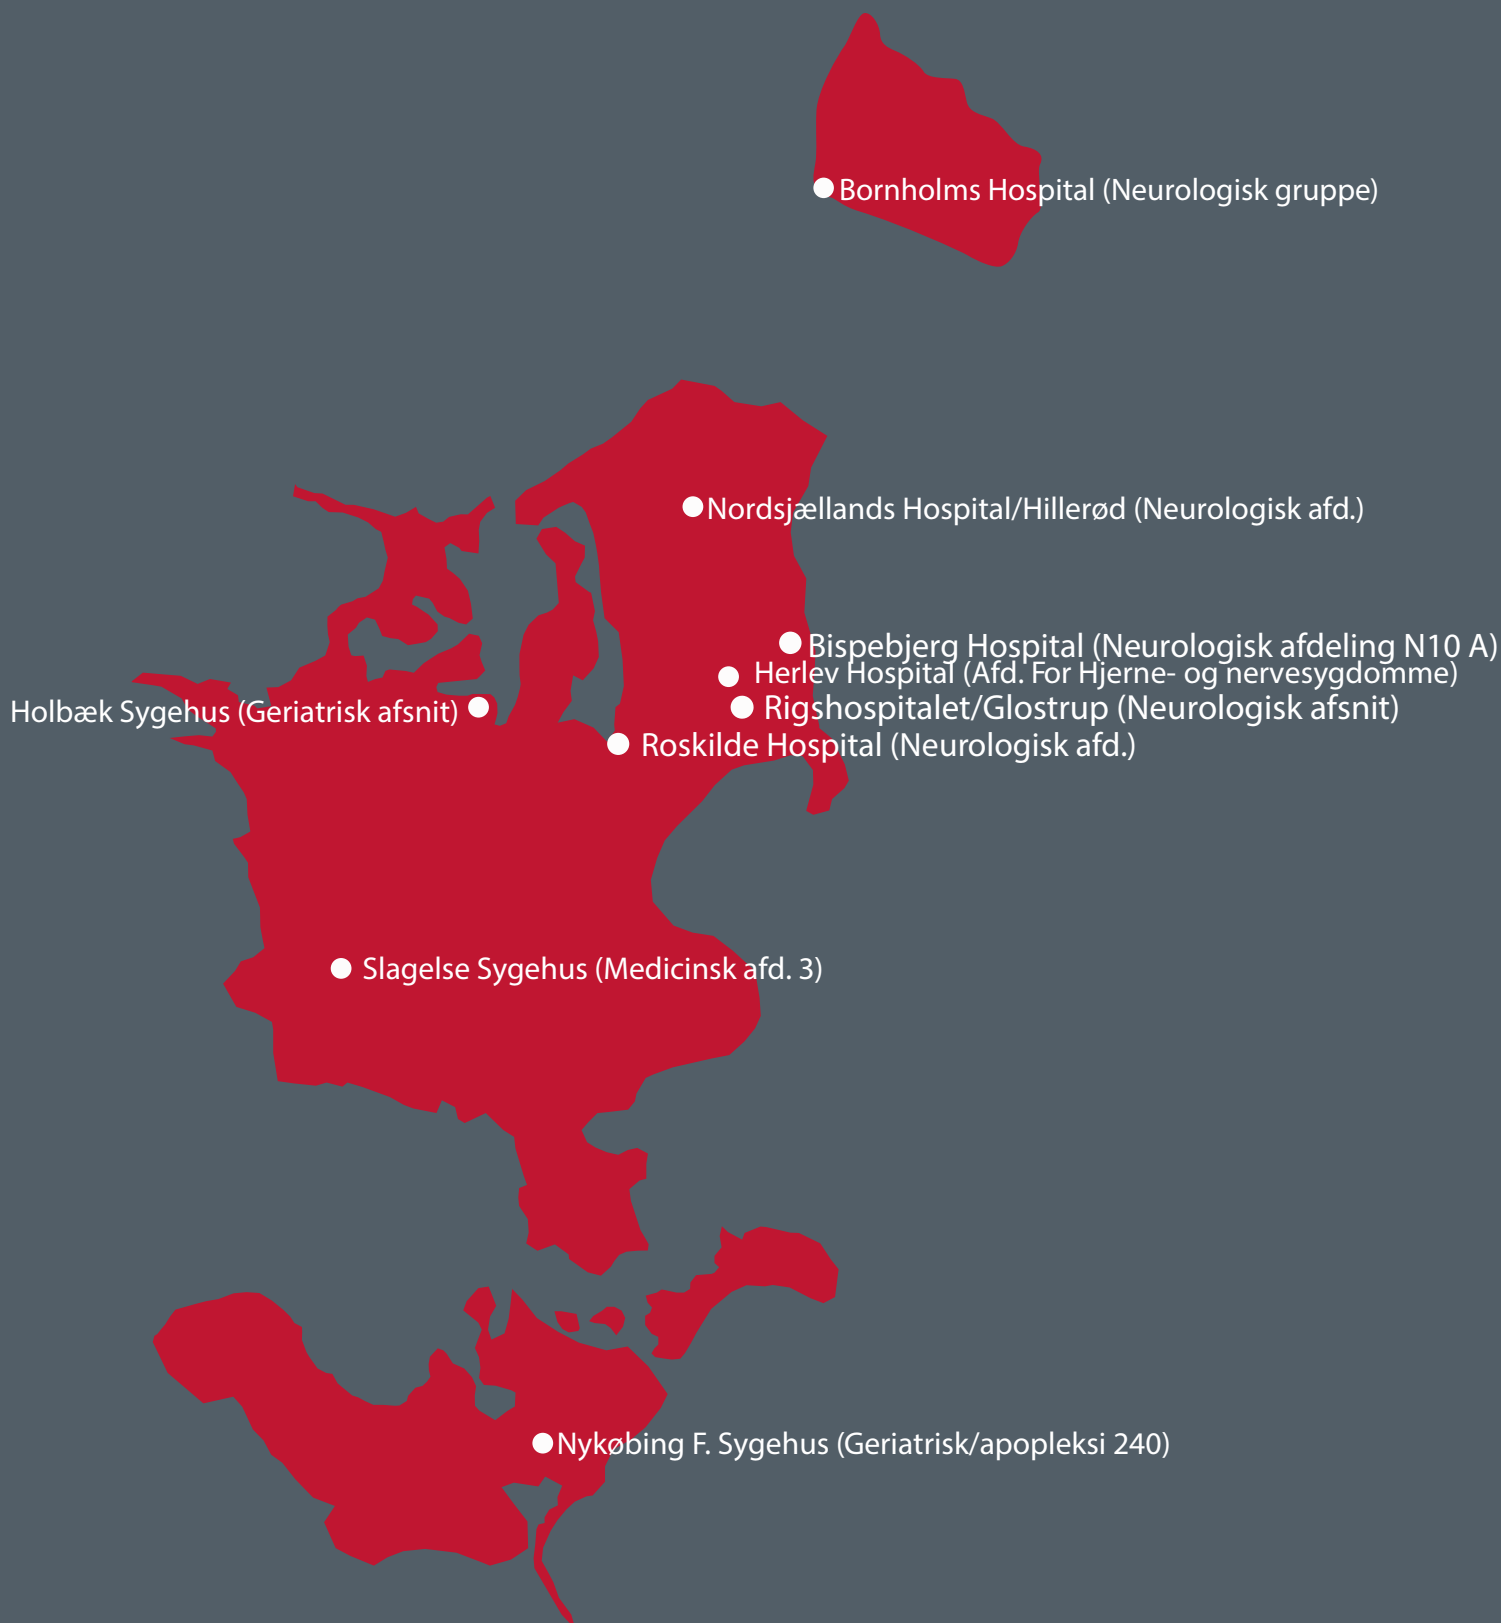 Bornholms Hospital (Neurologisk gruppe)
Nordsjællands Hospital/Hillerød (Neurologisk afd.)
Bispebjerg Hospital (Neurologisk afdeling N10 A)
Herlev Hospital (Afd. For Hjerne- og nervesygdomme)
Rigshospitalet/Glostrup (Neurologisk afsnit)
Holbæk Sygehus (Geriatrisk afsnit)
Roskilde Hospital (Neurologisk afd.)
Slagelse Sygehus (Medicinsk afd. 3)
Nykøbing F. Sygehus (Geriatrisk/apopleksi 240)